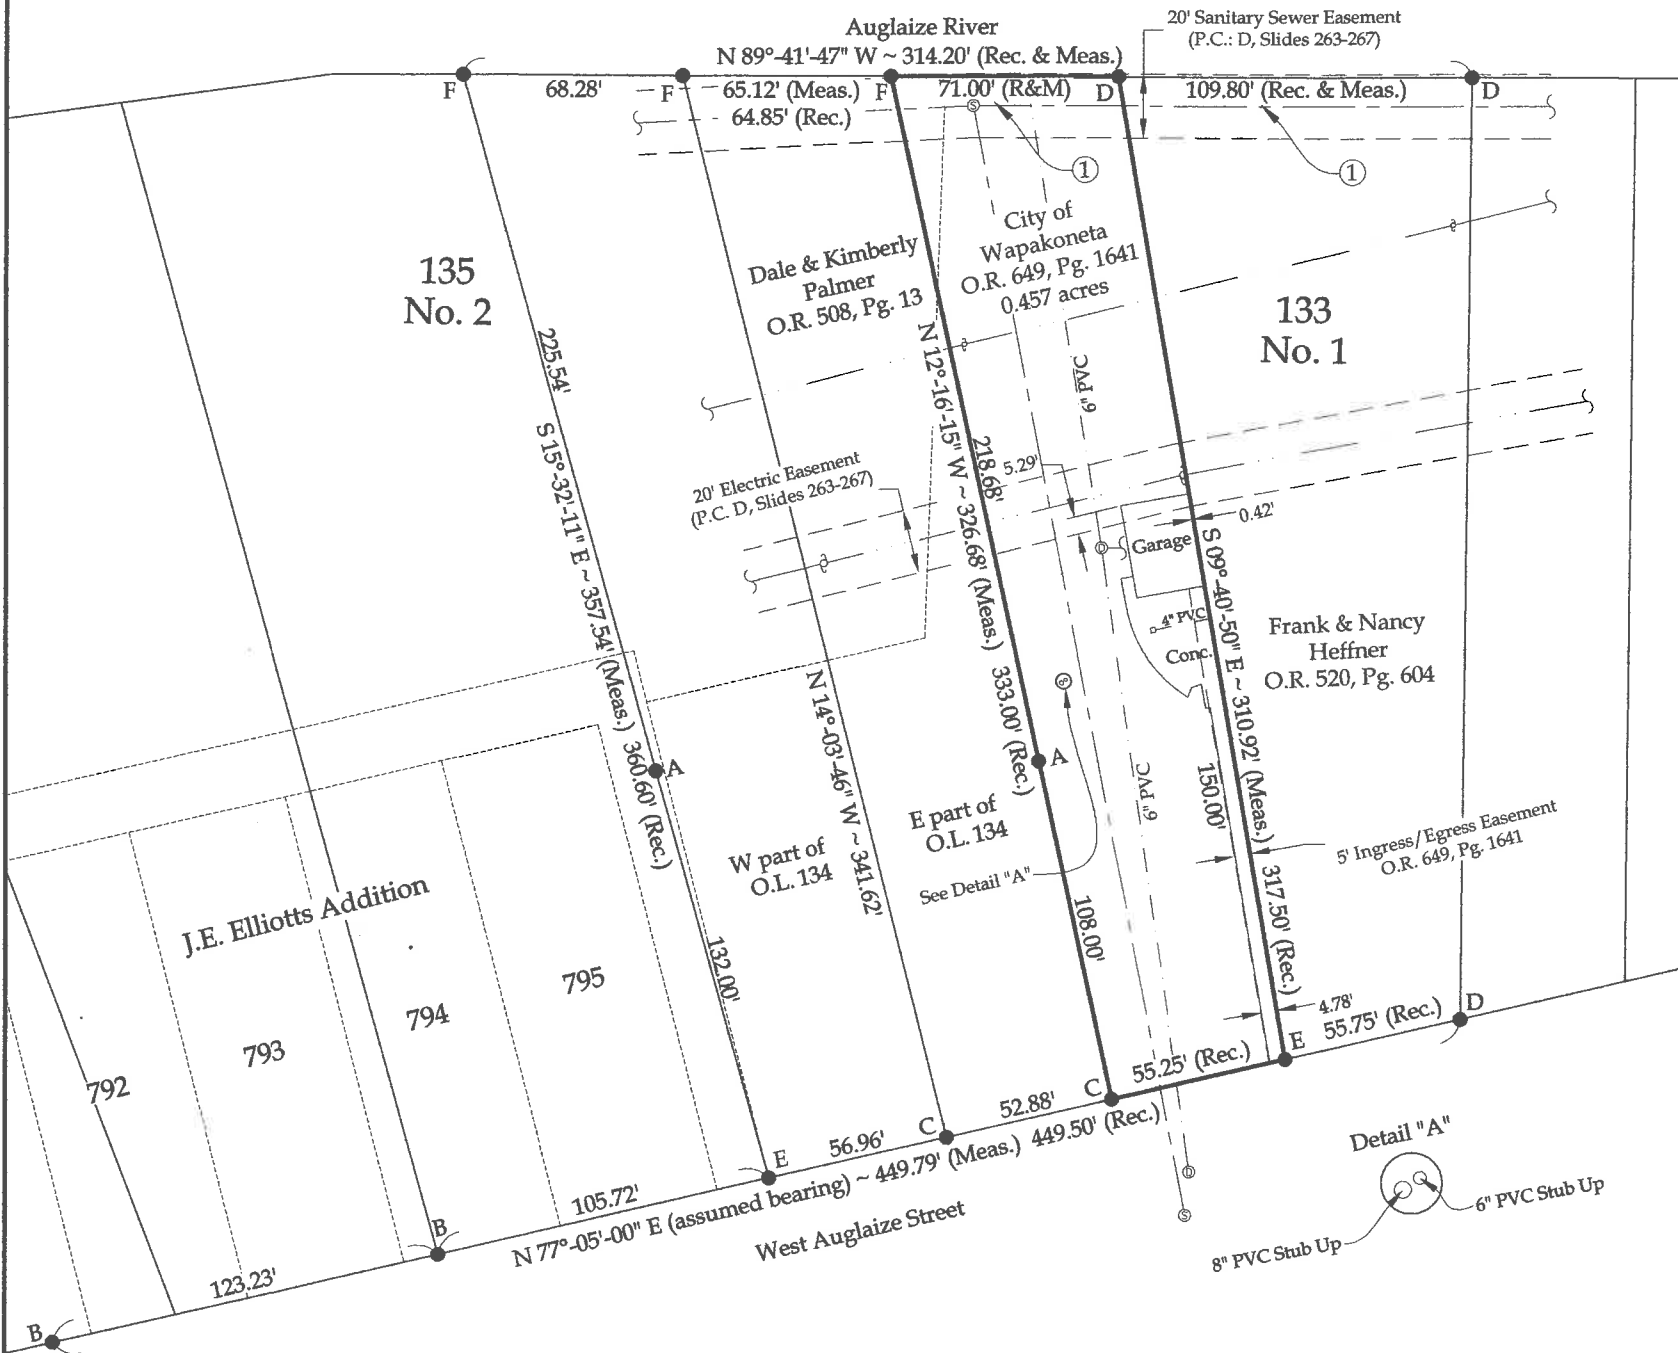 Auglaize River
N 89°-41'-47" W ~ 314.20' (Rec. & Meas.)
20' Sanitary Sewer Easement
(P.C.: D, Slides 263-267)
F
68.28'
F
65.12' (Meas.)
64.85' (Rec.)
F
71.00' (R&M)
D
109.80' (Rec. & Meas.)
D
S
1
1
135
No. 2
Dale & Kimberly
Palmer
O.R. 508, Pg. 13
City of
Wapakoneta
O.R. 649, Pg. 1641
0.457 acres
133
No. 1
225.54'
S 15°-32'-11" E ~ 357.54' (Meas.) 360.60' (Rec.)
N 12°-16'-15" W ~ 326.68' (Meas.) 333.00' (Rec.)
218.68'
6" PVC
5.29'
20' Electric Easement
(P.C. D, Slides 263-267)
0.42'
D
Garage
S 09°-40'-50" E ~ 310.92' (Meas.) 317.50' (Rec.)
4" PVC
Conc.
Frank & Nancy
Heffner
O.R. 520, Pg. 604
S
A
A
N 14°-03'-46" W ~ 341.62'
6" PVC
150.00'
E part of
O.L. 134
W part of
O.L. 134
See Detail "A"
5' Ingress/Egress Easement
O.R. 649, Pg. 1641
J.E. Elliotts Addition
108.00'
132.00'
792
793
794
795
4.78'
55.75' (Rec.)
D
E
55.25' (Rec.)
C
52.88'
C
56.96'
E
105.72'
B
123.23'
B
N 77°-05'-00" E (assumed bearing) ~ 449.79' (Meas.) 449.50' (Rec.)
West Auglaize Street
D
S
Detail "A"
6" PVC Stub Up
8" PVC Stub Up